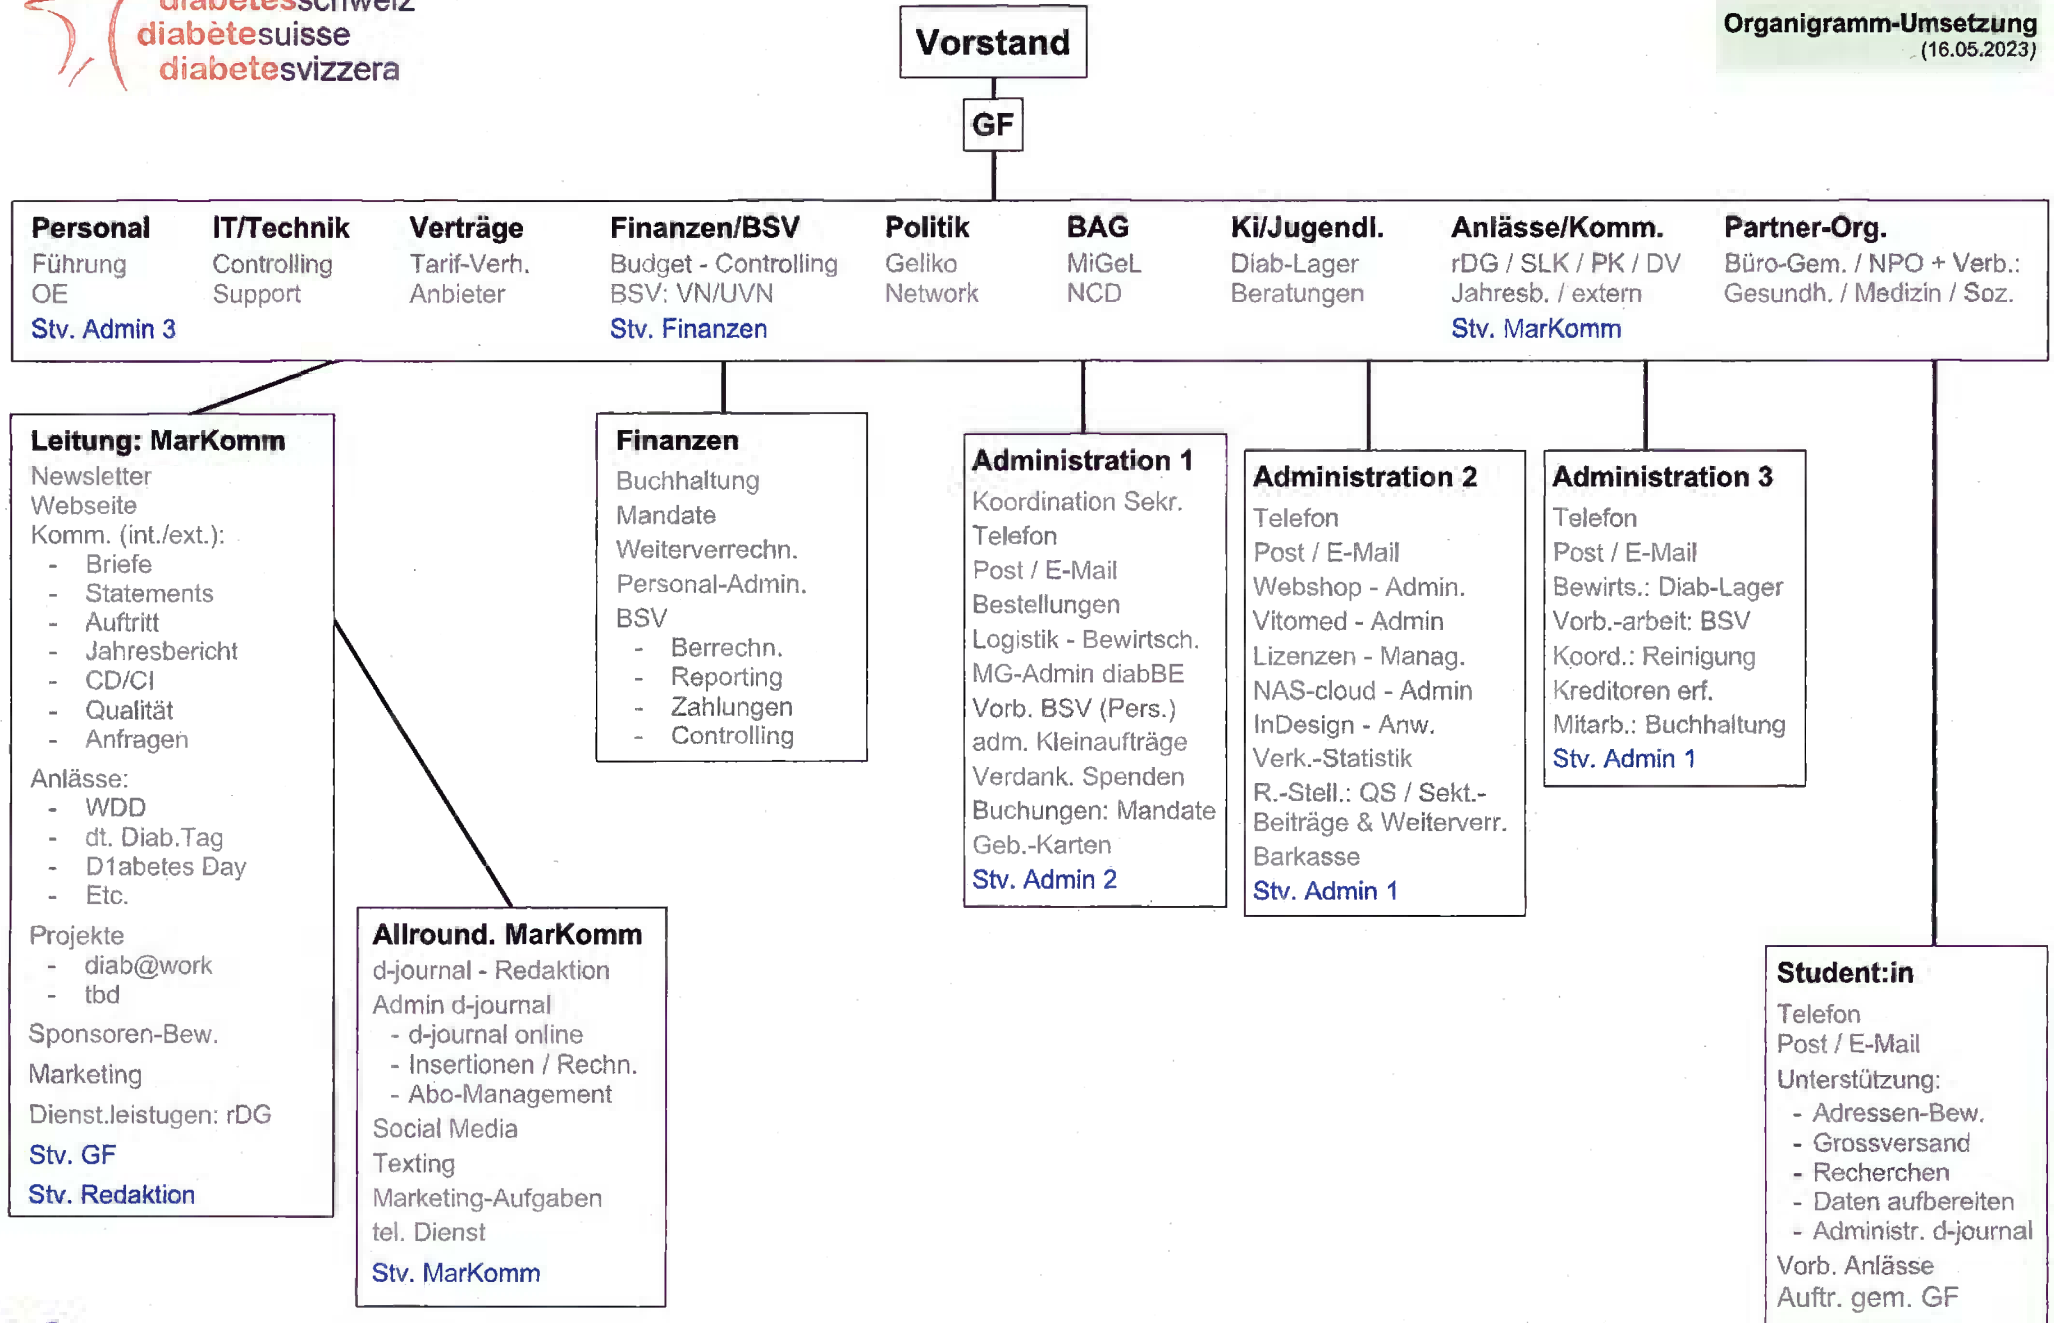 diabetesschweiz
diabètesuisse
diabetesvizzera
Vorstand
Organigramm-Umsetzung
(16.05.2023)
GF
Personal
Führung
OE
Stv. Admin 3
IT/Technik
Controlling
Support
Verträge
Tarif-Verh.
Anbieter
Finanzen/BSV
Budget - Controlling
BSV: VN/UVN
Stv. Finanzen
Politik
Geliko
Network
BAG
MiGeL
NCD
Ki/Jugendl.
Diab-Lager
Beratungen
Anlässe/Komm.
rDG / SLK / PK / DV
Jahresb. / extern
Stv. MarKomm
Partner-Org.
Büro-Gem. / NPO + Verb.:
Gesundh. / Medizin / Soz.
Leitung: MarKomm
Newsletter
Webseite
Komm. (int./ext.):
- Briefe
- Statements
- Auftritt
- Jahresbericht
- CD/CI
- Qualität
- Anfragen
Anlässe:
- WDD
- dt. Diab.Tag
- D1abetes Day
- Etc.
Projekte
- diab@work
- tbd
Sponsoren-Bew.
Marketing
Dienst.leistugen: rDG
Stv. GF
Stv. Redaktion
Allround. MarKomm
d-journal - Redaktion
Admin d-journal
- d-journal online
- Insertionen / Rechn.
- Abo-Management
Social Media
Texting
Marketing-Aufgaben
tel. Dienst
Stv. MarKomm
Finanzen
Buchhaltung
Mandate
Weiterverrechn.
Personal-Admin.
BSV
- Berrechn.
- Reporting
- Zahlungen
- Controlling
Administration 1
Koordination Sekr.
Telefon
Post / E-Mail
Bestellungen
Logistik - Bewirtsch.
MG-Admin diabBE
Vorb. BSV (Pers.)
adm. Kleinaufträge
Verdank. Spenden
Buchungen: Mandate
Geb.-Karten
Stv. Admin 2
Administration 2
Telefon
Post / E-Mail
Webshop - Admin.
Vitomed - Admin
Lizenzen - Manag.
NAS-cloud - Admin
InDesign - Anw.
Verk.-Statistik
R.-Stell.: QS / Sekt.-
Beiträge & Weiterverr.
Barkasse
Stv. Admin 1
Administration 3
Telefon
Post / E-Mail
Bewirts.: Diab-Lager
Vorb.-arbeit: BSV
Koord.: Reinigung
Kreditoren erf.
Mitarb.: Buchhaltung
Stv. Admin 1
Student:in
Telefon
Post / E-Mail
Unterstützung:
- Adressen-Bew.
- Grossversand
- Recherchen
- Daten aufbereiten
- Administr. d-journal
Vorb. Anlässe
Auftr. gem. GF